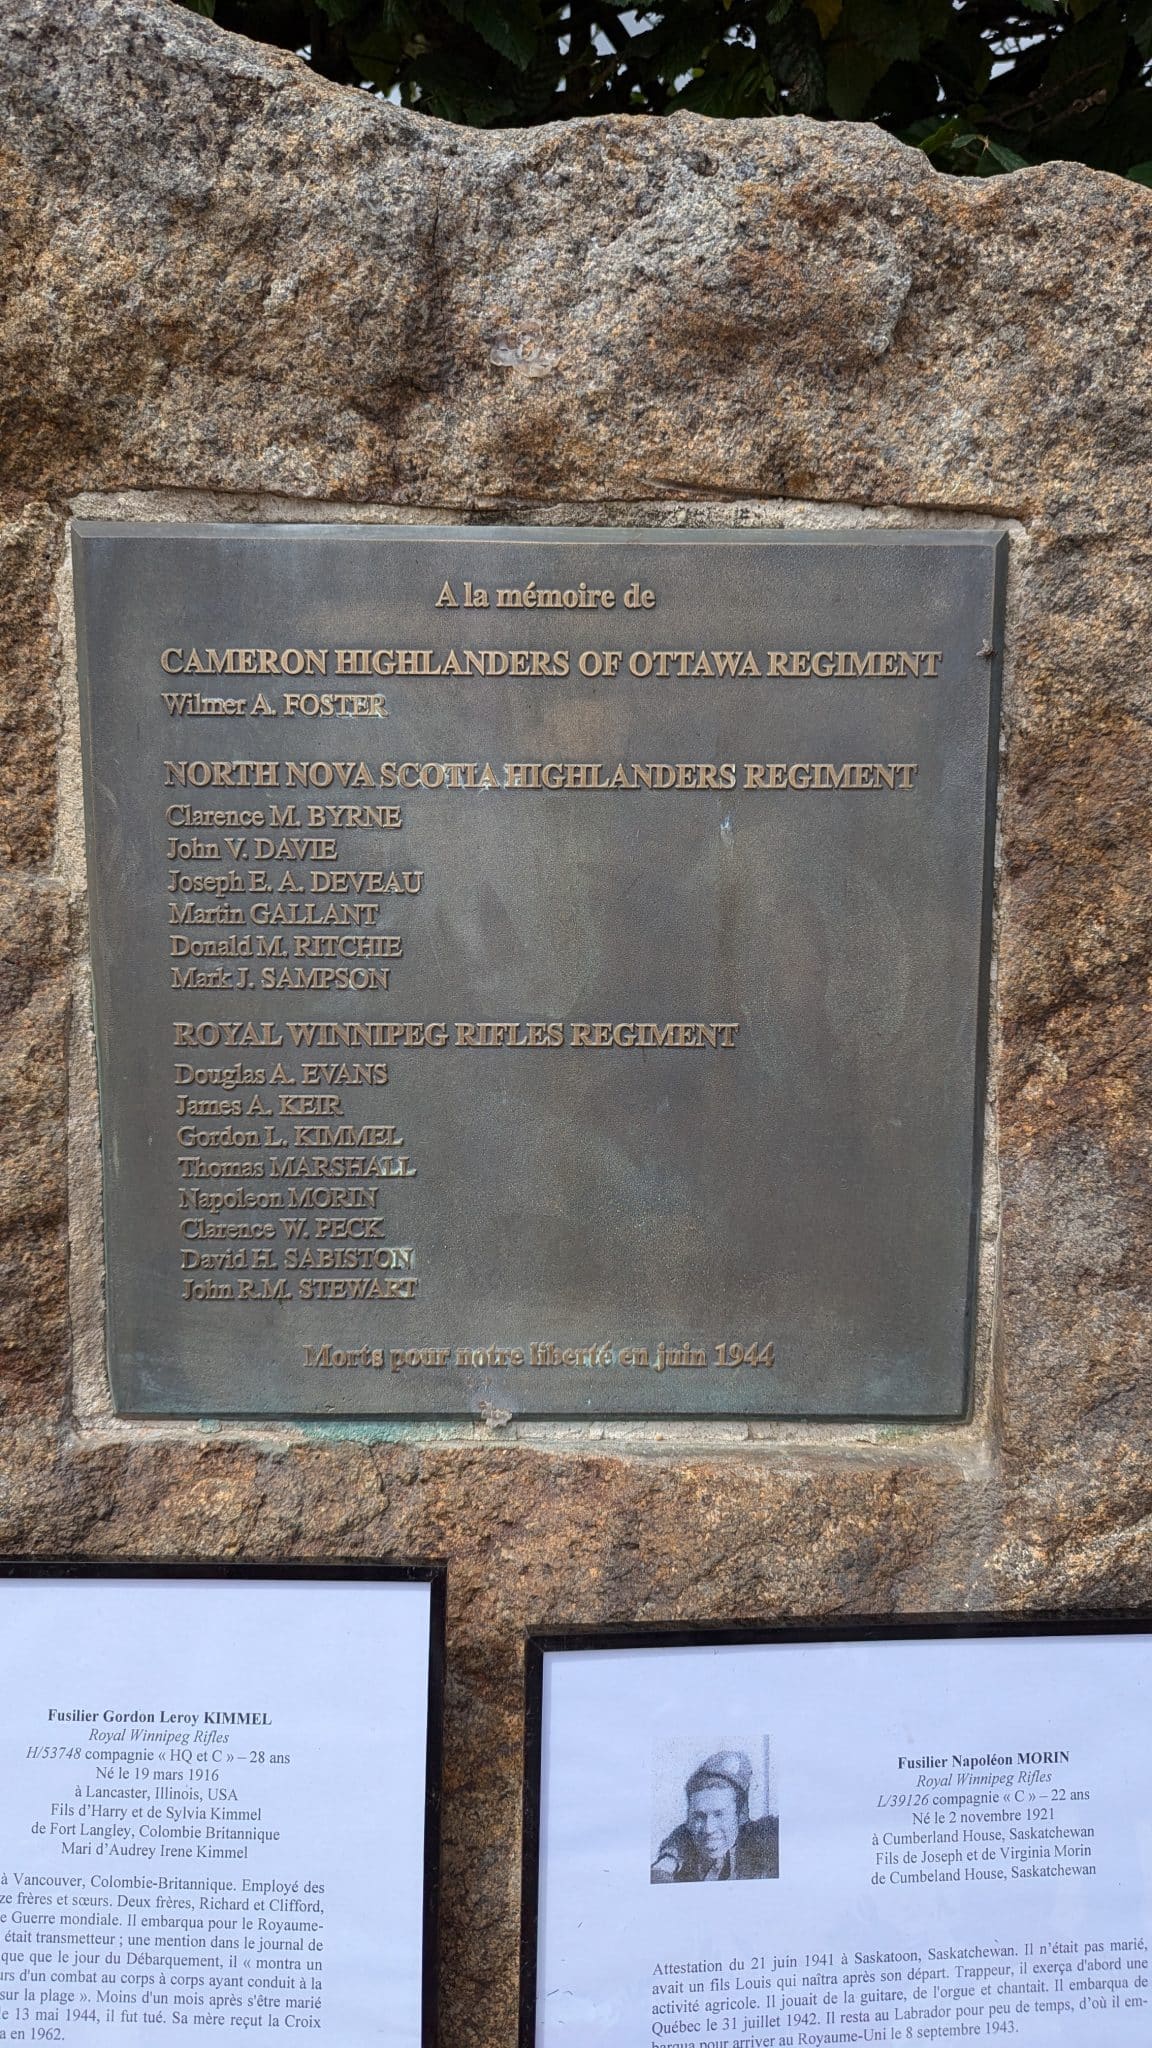 A la mémoire de
CAMERON HIGHLANDERS OF OTTAWA REGIMENT
Wilmer A. FOSTER
NORTH NOVA SCOTIA HIGHLANDERS REGIMENT
Clarence M. BYRNE
John V. DAVIE
Joseph E. A. DEVEAU
Martin GALLANT
Donald M. RITCHIE
Mark J. SAMPSON
ROYAL WINNIPEG RIFLES REGIMENT
Douglas A. EVANS
James A. KEIR
Gordon L. KIMMEL
Thomas MARSHALL
Napoleon MORIN
Clarence W. PECK
David H. SABISTON
John R.M. STEWART
Morts pour notre liberté en juin 1944
Fusilier Gordon Leroy KIMMEL
Royal Winnipeg Rifles
H/53748 compagnie « HQ et C » – 28 ans
Né le 19 mars 1916
à Lancaster, Illinois, USA
Fils d'Harry et de Sylvia Kimmel
de Fort Langley, Colombie Britannique
Mari d'Audrey Irene Kimmel
à Vancouver, Colombie-Britannique. Employé des
ze frères et sœurs. Deux frères, Richard et Clifford,
e Guerre mondiale. Il embarqua pour le Royaume-
était transmetteur ; une mention dans le journal de
que que le jour du Débarquement, il « montra un
urs d'un combat au corps à corps ayant conduit à la
sur la plage ». Moins d'un mois après s'être marié
le 13 mai 1944, il fut tué. Sa mère reçut la Croix
a en 1962.
Fusilier Napoléon MORIN
Royal Winnipeg Rifles
L/39126 compagnie « C » – 22 ans
Né le 2 novembre 1921
à Cumberland House, Saskatchewan
Fils de Joseph et de Virginia Morin
de Cumbeland House, Saskatchewan
Attestation du 21 juin 1941 à Saskatoon, Saskatchewan. Il n'était pas marié,
avait un fils Louis qui naîtra après son départ. Trappeur, il exerça d'abord une
activité agricole. Il jouait de la guitare, de l'orgue et chantait. Il embarqua de
Québec le 31 juillet 1942. Il resta au Labrador pour peu de temps, d'où il em-
barqua pour arriver au Royaume-Uni le 8 septembre 1943.